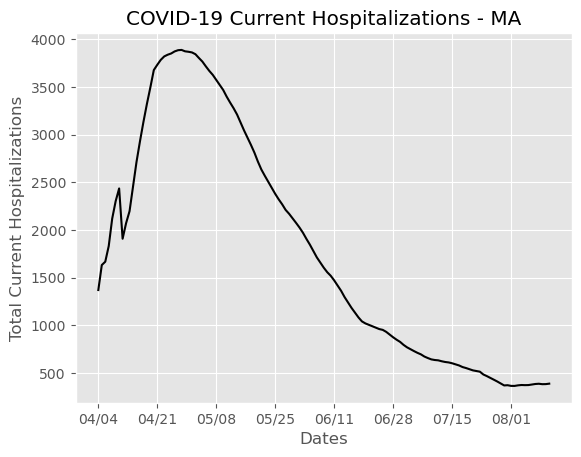 COVID-19 Current Hospitalizations - MA
4000
3500
3000
2500
2000
1500
1000
500
Total Current Hospitalizations
04/04 04/21 05/08 05/25 06/11 06/28 07/15 08/01
Dates